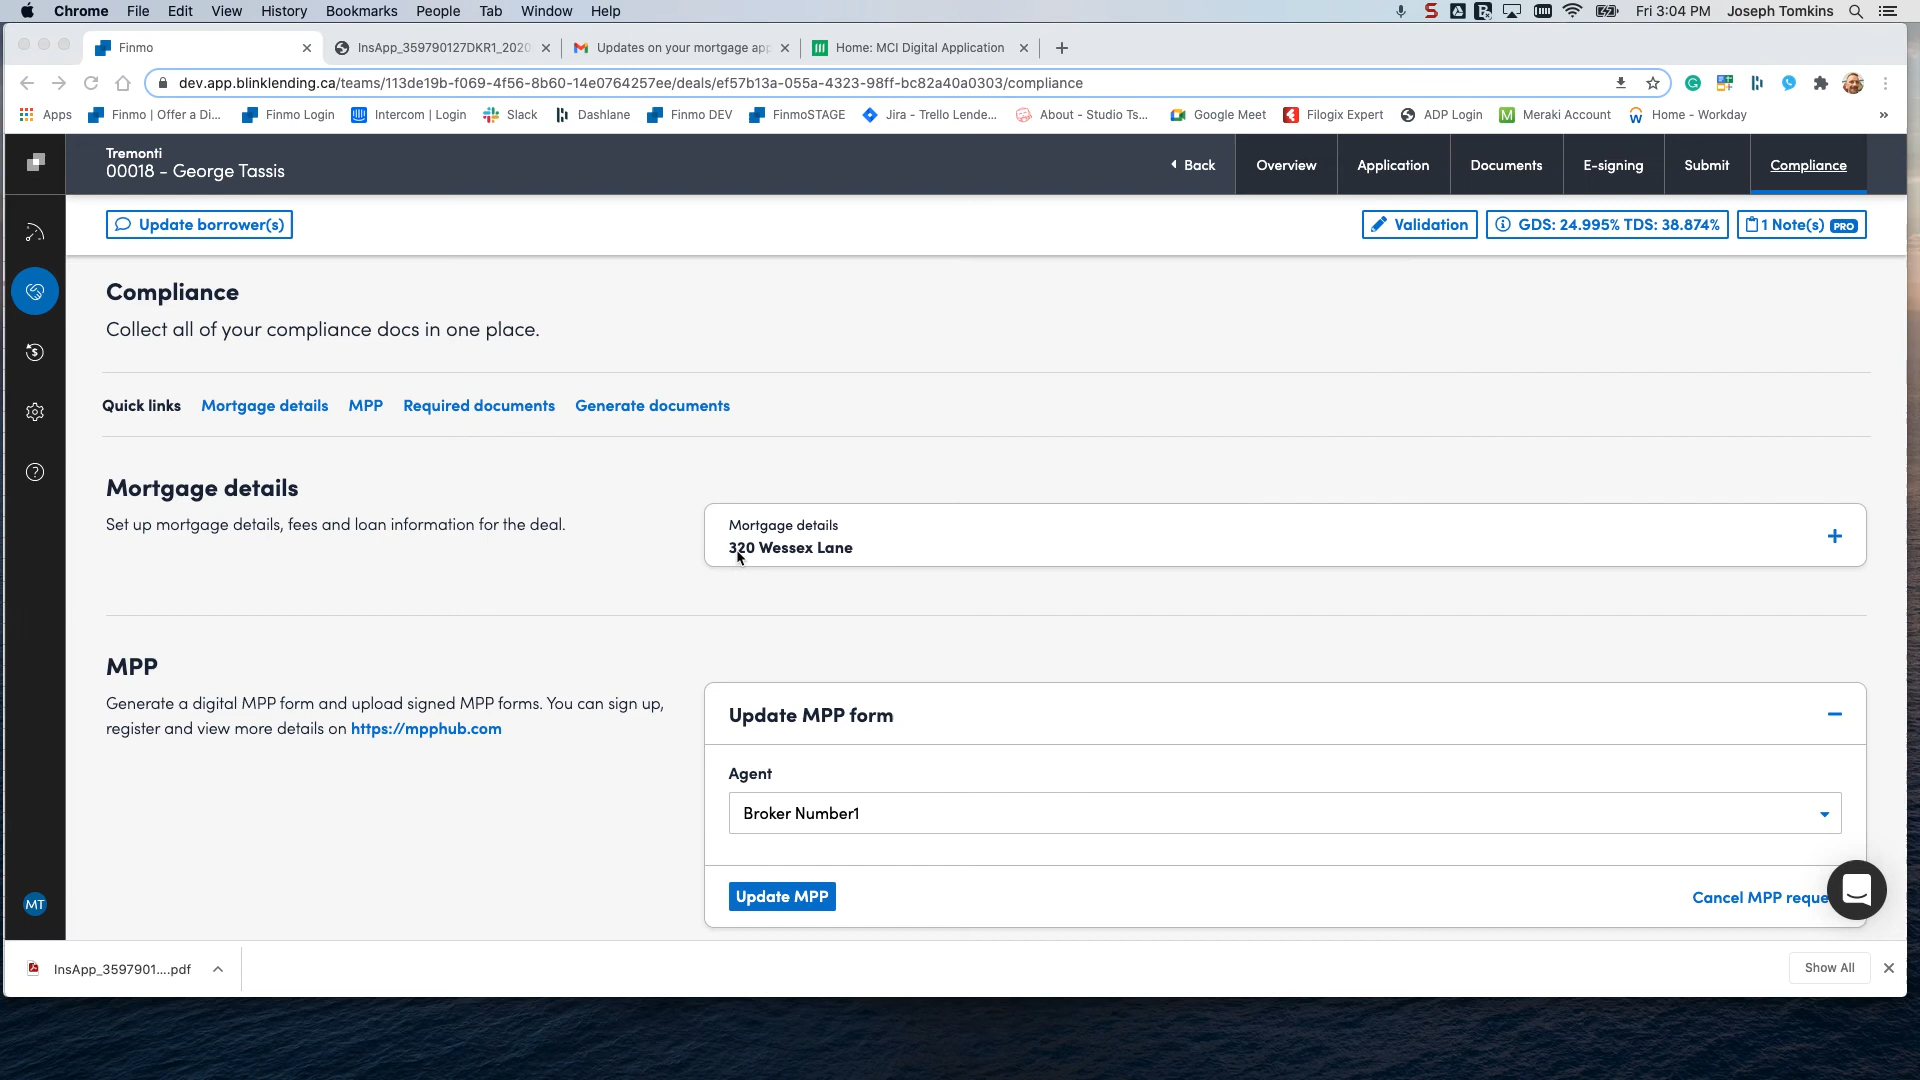 Chrome File Edit View History Bookmarks People Tab Window Help
Fri 3:04 PM Joseph Tomkins
Finmo
InsApp_359790127DKR1_2020
Updates on your mortgage app
Home: MCI Digital Application
dev.app.blinklending.ca/teams/113de19b-f069-4f56-8b60-14e0764257ee/deals/ef57b13a-055a-4323-98ff-bc82a40a0303/compliance
Apps Finmo | Offer a Di... Finmo Login Intercom | Login Slack Dashlane Finmo DEV FinmoSTAGE Jira - Trello Lende... About - Studio Ts... Google Meet Filogix Expert ADP Login Meraki Account Home - Workday »
Tremonti
00018 - George Tassis
Back Overview Application Documents E-signing Submit Compliance
Update borrower(s)
Validation GDS: 24.995% TDS: 38.874% 1 Note(s) PRO
Compliance
Collect all of your compliance docs in one place.
Quick links Mortgage details MPP Required documents Generate documents
Mortgage details
Set up mortgage details, fees and loan information for the deal.
Mortgage details
320 Wessex Lane
MPP
Generate a digital MPP form and upload signed MPP forms. You can sign up,
register and view more details on https://mpphub.com
Update MPP form
Agent
Broker Number1
Update MPP
Cancel MPP reque
MT
InsApp_3597901....pdf
Show All